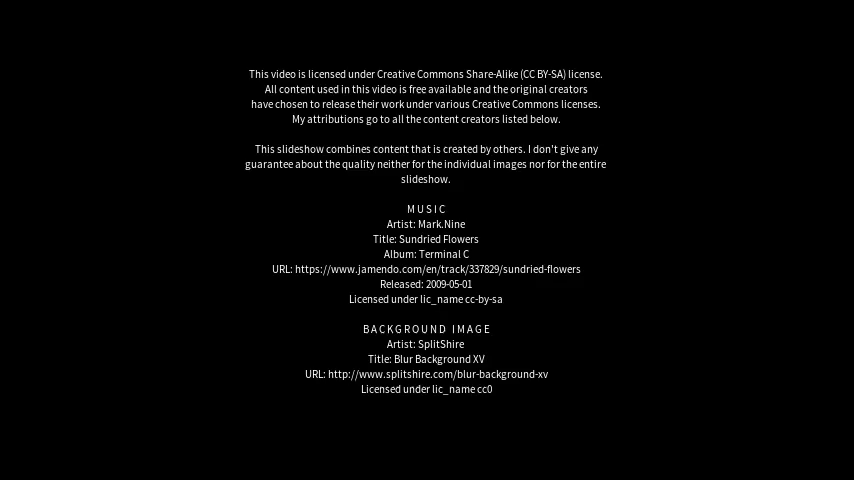 This video is licensed under Creative Commons Share-Alike (CC BY-SA) license.
All content used in this video is free available and the original creators
have chosen to release their work under various Creative Commons licenses.
My attributions go to all the content creators listed below.
This slideshow combines content that is created by others. I don't give any
guarantee about the quality neither for the individual images nor for the entire
slideshow.
MUSIC
Artist: Mark.Nine
Title: Sundried Flowers
Album: Terminal C
URL: https://www.jamendo.com/en/track/337829/sundried-flowers
Released: 2009-05-01
Licensed under lic_name cc-by-sa
BACKGROUND IMAGE
Artist: SplitShire
Title: Blur Background XV
URL: http://www.splitshire.com/blur-background-xv
Licensed under lic_name cc0